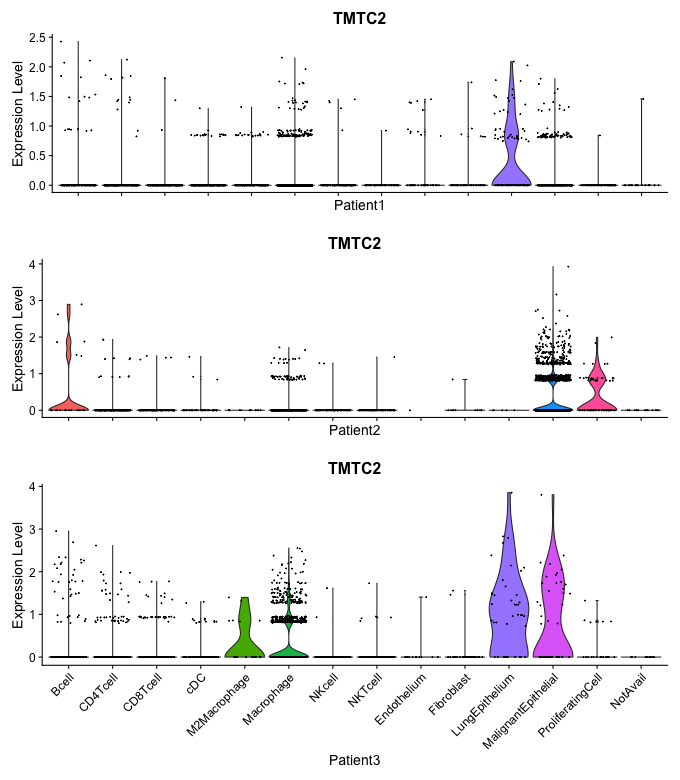 TMTC2
Expression Level
2.5
2.0
1.5
1.0
0.5
0.0
Patient1
TMTC2
Expression Level
4
3
2
1
0
Patient2
TMTC2
Expression Level
4
3
2
1
0
Bcell
CD4Tcell
CD8Tcell
cDC
M2Macrophage
Macrophage
NKcell
NKTcell
Endothelium
Fibroblast
LungEpithelium
MalignantEpithelial
ProliferatingCell
NotAvail
Patient3